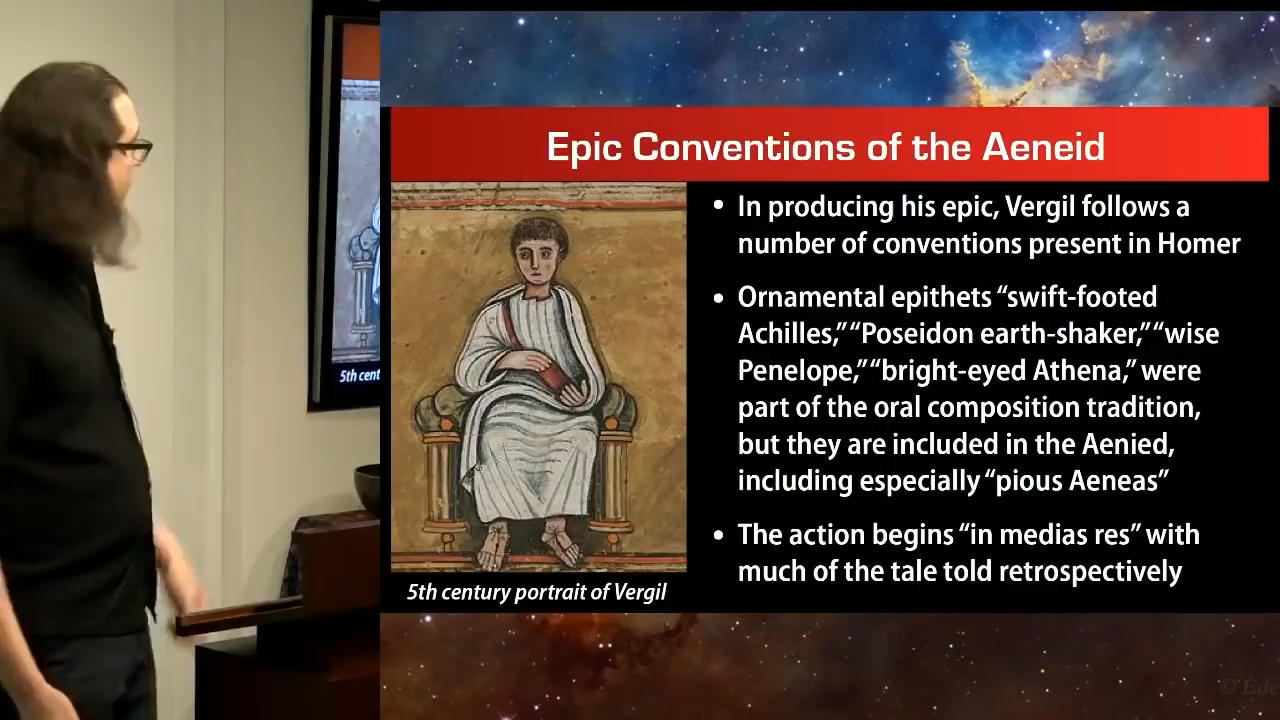 Epic Conventions of the Aeneid
• In producing his epic, Vergil follows a
number of conventions present in Homer
• Ornamental epithets “swift-footed
Achilles,” “Poseidon earth-shaker,” “wise
Penelope,” “bright-eyed Athena,” were
part of the oral composition tradition,
but they are included in the Aenied,
including especially “pious Aeneas”
• The action begins “in medias res” with
much of the tale told retrospectively
5th century portrait of Vergil
5th cent